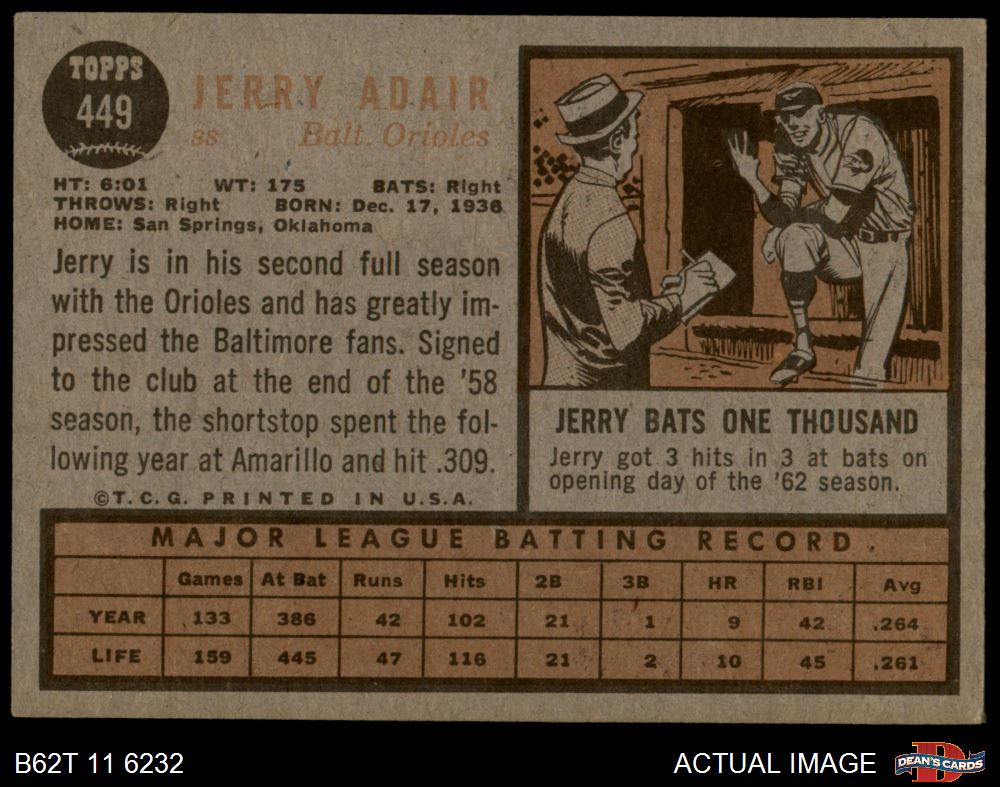 TOPPS
449
JERRY ADAIR
ss Balt Orioles
HT: 6:01 WT: 175 BATS: Right
THROWS: Right BORN: Dec. 17, 1936
HOME: San Springs, Oklahoma
Jerry is in his second full season
with the Orioles and has greatly im-
pressed the Baltimore fans. Signed
to the club at the end of the '58
season, the shortstop spent the fol-
lowing year at Amarillo and hit .309.
©T.C.G. PRINTED IN U.S.A.
JERRY BATS ONE THOUSAND
Jerry got 3 hits in 3 at bats on
opening day of the '62 season.
MAJOR LEAGUE BATTING RECORD
Games At Bat Runs Hits 2B 3B HR RBI Avg
YEAR 133 386 42 102 21 1 9 42 .264
LIFE 159 445 47 116 21 2 10 45 .261
B62T 11 6232 ACTUAL IMAGE DEAN'S CARDS